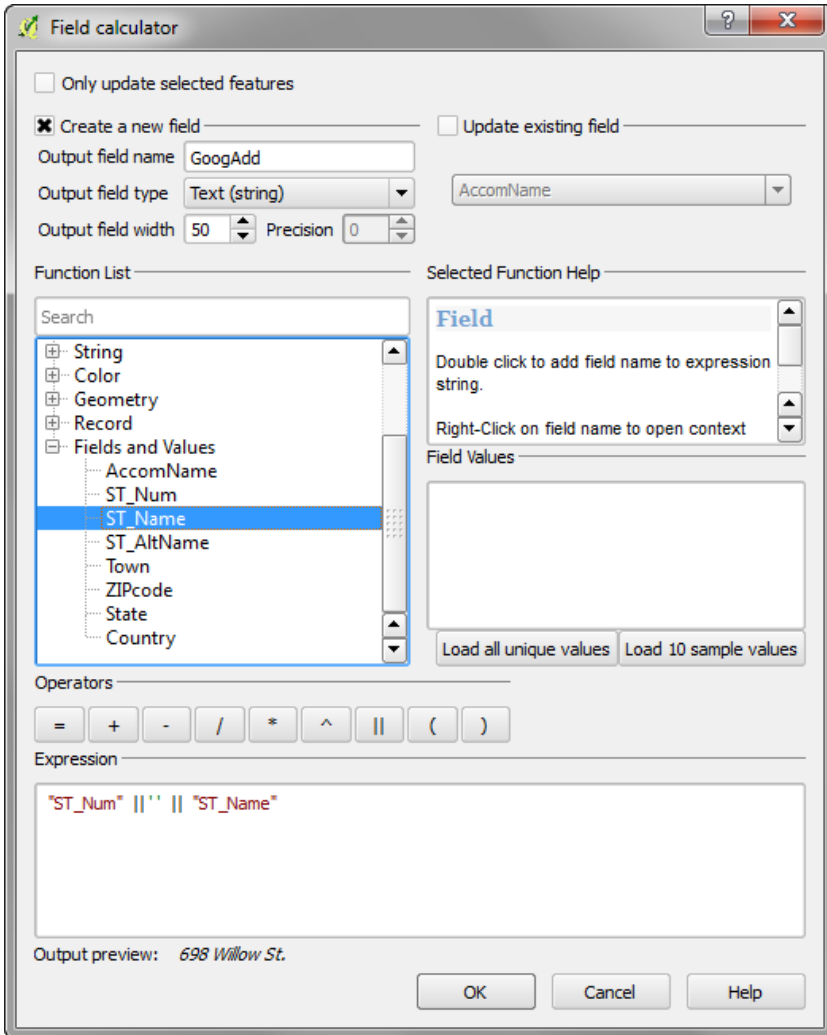 Field calculator
Only update selected features
Create a new field
Update existing field
Output field name GoogAdd
Output field type Text (string)
AccomName
Output field width 50 Precision 0
Function List
Selected Function Help
Search
String
Color
Geometry
Record
Fields and Values
AccomName
ST_Num
ST_Name
ST_AltName
Town
ZIPcode
State
Country
Field
Double click to add field name to expression
string.
Right-Click on field name to open context
Field Values
Load all unique values Load 10 sample values
Operators
= + - / * ^ || ( )
Expression
"ST_Num" ||' ' || "ST_Name"
Output preview: 698 Willow St.
OK Cancel Help